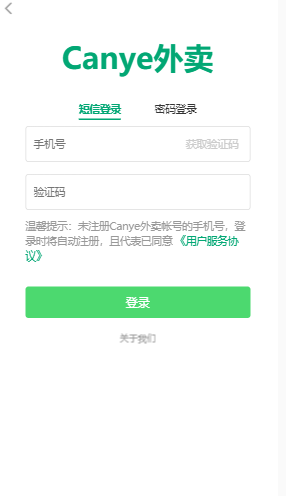 Canye外卖
短信登录 密码登录
手机号 获取验证码
验证码
温馨提示：未注册Canye外卖帐号的手机号，登
录时将自动注册，且代表已同意《用户服务协
议》
登录
关于我们